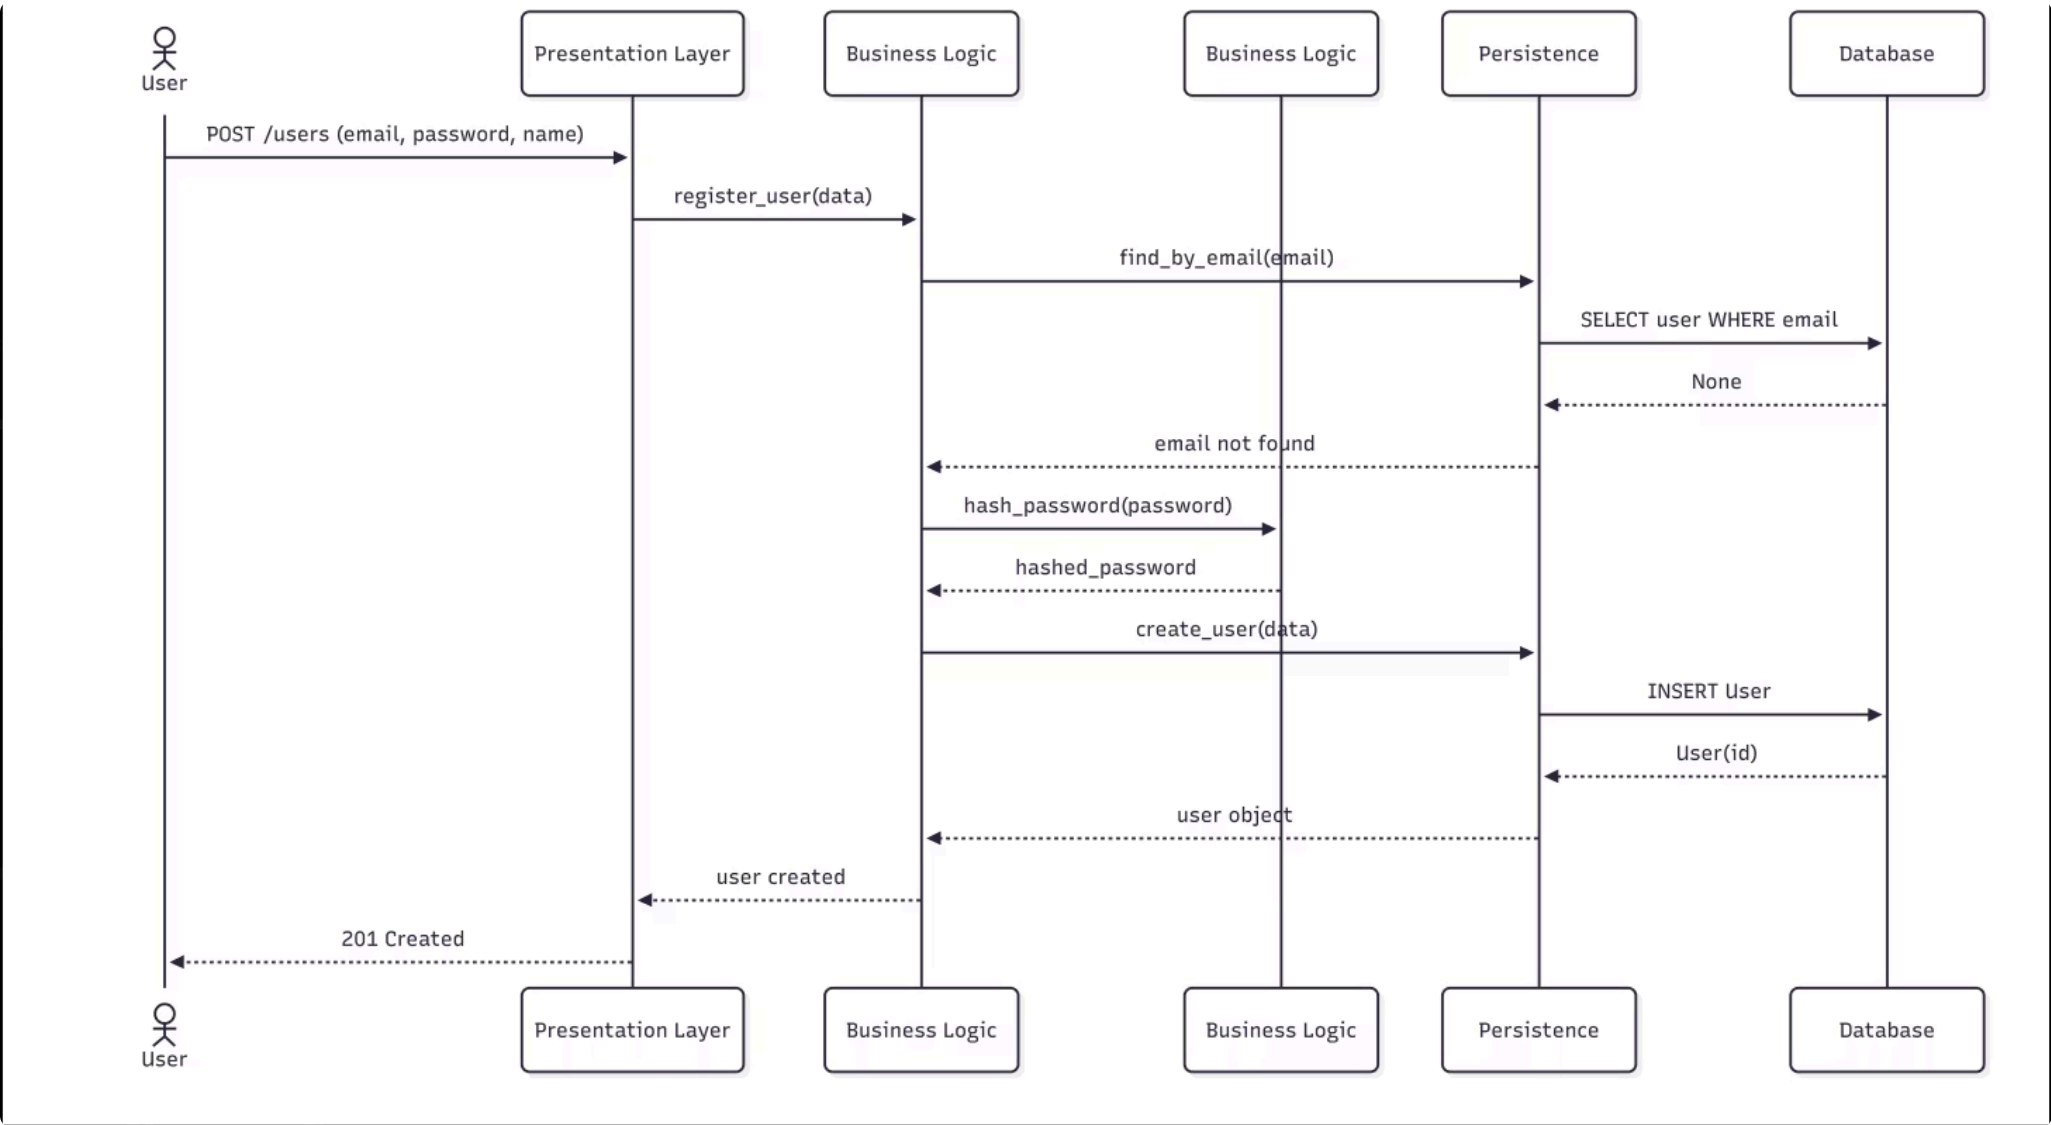 User
Presentation Layer
Business Logic
Business Logic
Persistence
Database
POST /users (email, password, name)
register_user(data)
find_by_email(email)
SELECT user WHERE email
None
email not found
hash_password(password)
hashed_password
create_user(data)
INSERT User
User(id)
user object
user created
201 Created
User
Presentation Layer
Business Logic
Business Logic
Persistence
Database